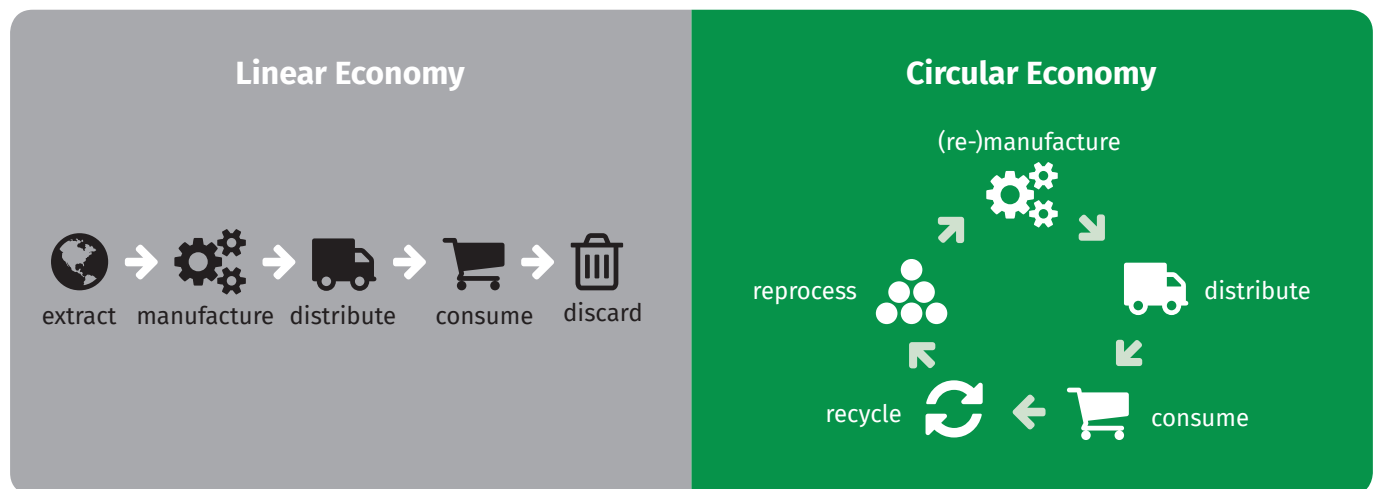 Linear Economy
extract
manufacture
distribute
consume
discard
Circular Economy
(re-)manufacture
distribute
consume
recycle
reprocess